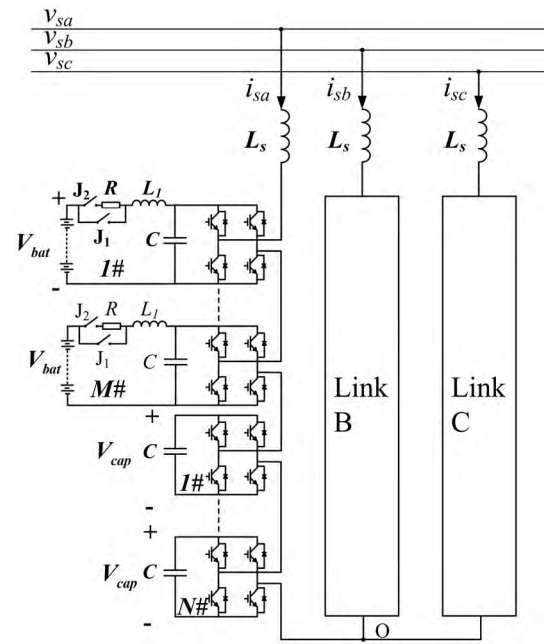 v_sa
v_sb
v_sc
i_sa i_sb i_sc
L_s L_s L_s
+ J_2 R L_1
J_1
V_bat C
- 1#
J_2 R L_1
J_1
V_bat C
M#
+
V_cap C
1#
-
+
V_cap C
N#
-
Link
B
Link
C
O